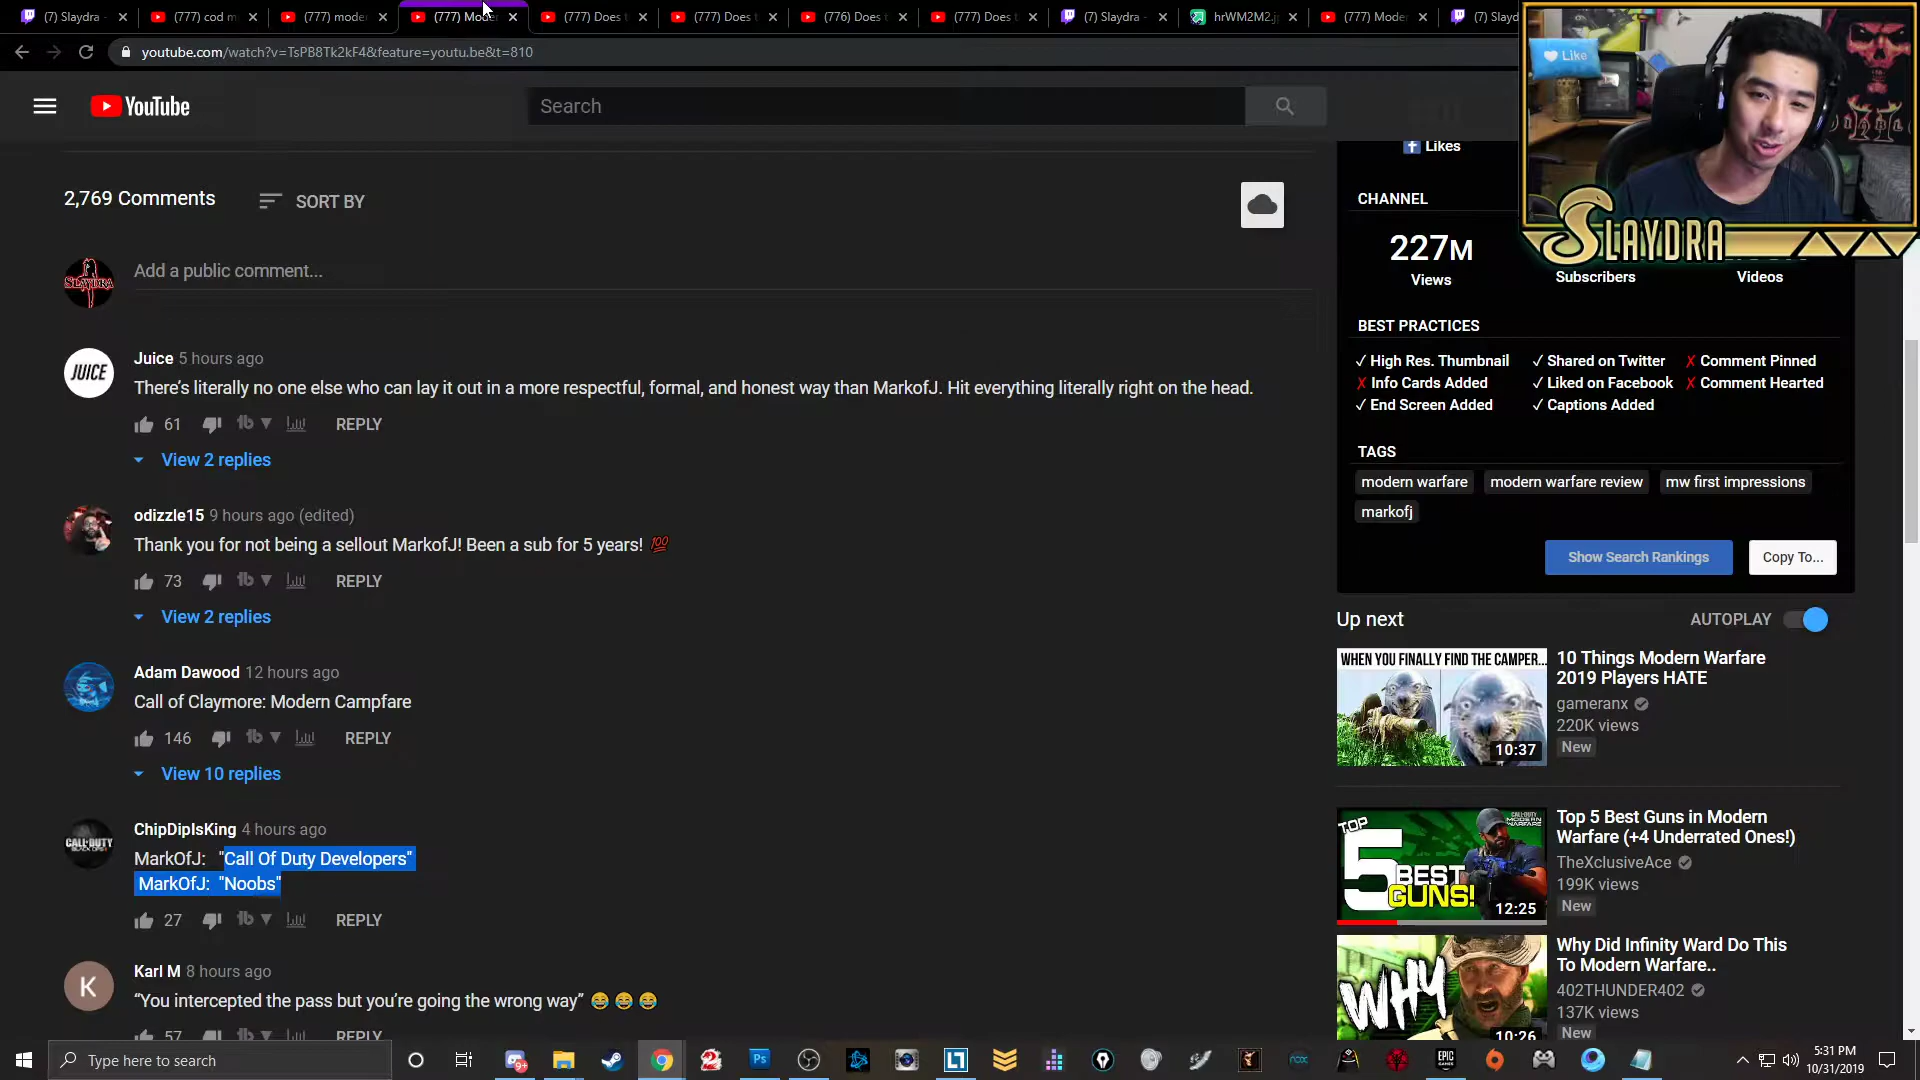 (7) Slaydra -
(777) cod m
(777) mode
(777) Mode
(777) Does
(777) Does
(776) Does
(777) Does
(7) Slaydra -
hrWM2M2.j
(777) Mode
(7) Slayd
youtube.com/watch?v=TsPB8Tk2kF4&feature=youtu.be&t=810
Like
YouTube
Search
SLAYDRA
Likes
CHANNEL
227M
Views
Subscribers
Videos
2,769 Comments
SORT BY
SLAYDRA
Add a public comment...
BEST PRACTICES
✓ High Res. Thumbnail ✓ Shared on Twitter ✗ Comment Pinned
✗ Info Cards Added ✓ Liked on Facebook ✗ Comment Hearted
✓ End Screen Added ✓ Captions Added
TAGS
modern warfare modern warfare review mw first impressions
markofj
Show Search Rankings
Copy To...
JUICE
Juice 5 hours ago
There's literally no one else who can lay it out in a more respectful, formal, and honest way than MarkofJ. Hit everything literally right on the head.
61 REPLY
View 2 replies
odizzle15 9 hours ago (edited)
Thank you for not being a sellout MarkofJ! Been a sub for 5 years! 💯
73 REPLY
View 2 replies
Adam Dawood 12 hours ago
Call of Claymore: Modern Campfare
146 REPLY
View 10 replies
CALL OF DUTY
ChipDipIsKing 4 hours ago
MarkOfJ: "Call Of Duty Developers"
MarkOfJ: "Noobs"
27 REPLY
K
Karl M 8 hours ago
“You intercepted the pass but you’re going the wrong way” 😂 😂 😂
57 REPLY
Up next
AUTOPLAY
WHEN YOU FINALLY FIND THE CAMPER...
10:37
10 Things Modern Warfare
2019 Players HATE
gameranx
220K views
New
TOP
5
BEST
GUNS!
12:25
Top 5 Best Guns in Modern
Warfare (+4 Underrated Ones!)
TheXclusiveAce
199K views
New
WHY
10:26
Why Did Infinity Ward Do This
To Modern Warfare..
402THUNDER402
137K views
New
Type here to search
Ps
EPIC
GAMES
5:31 PM
10/31/2019